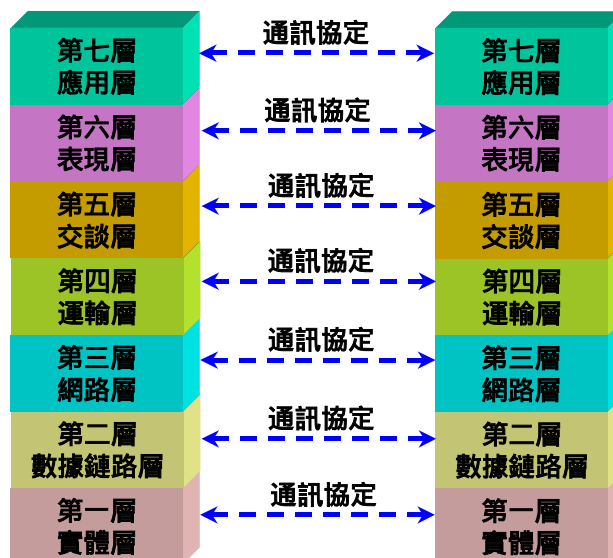 第七層
應用層
通訊協定
第七層
應用層
第六層
表現層
通訊協定
第六層
表現層
第五層
交談層
通訊協定
第五層
交談層
第四層
運輸層
通訊協定
第四層
運輸層
第三層
網路層
通訊協定
第三層
網路層
第二層
數據鏈路層
通訊協定
第二層
數據鏈路層
第一層
實體層
通訊協定
第一層
實體層